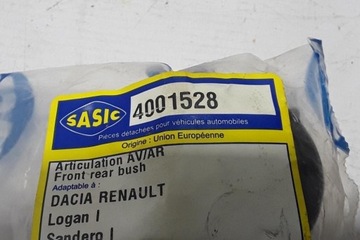 SASIC
4001528
Pièces détachées pour véhicules automobiles
Origine : Union Européenne
Articulation AV/AR
Front rear bush
Adaptable à :
DACIA RENAULT
Logan I
Sandero I